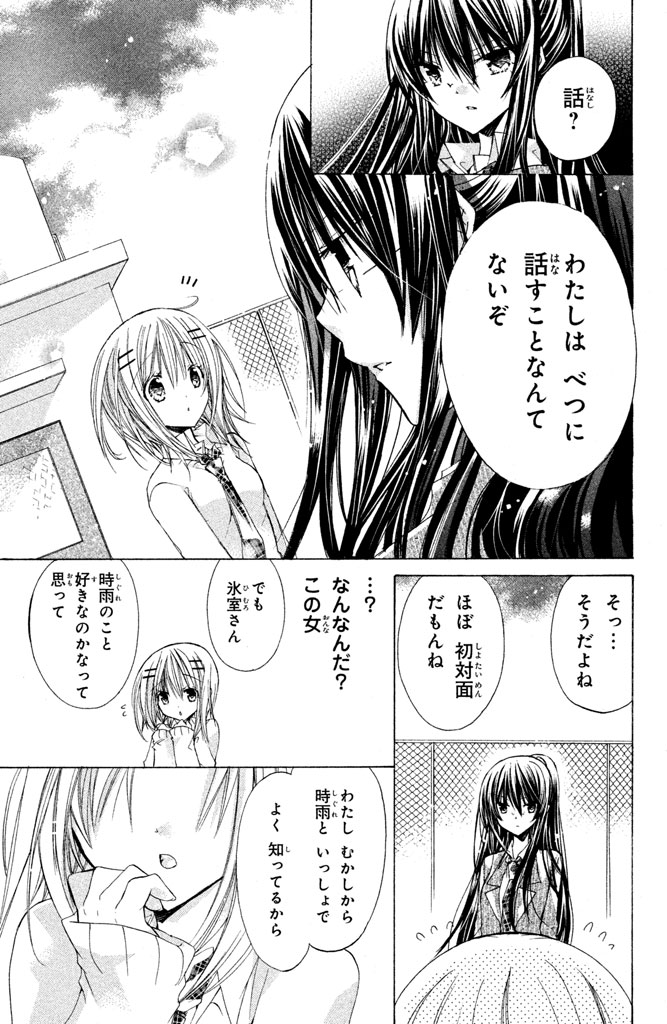 話?
わたしは べつに
話すことなんて
ないぞ
そっ…
そうだよね
ほぼ 初対面
だもんね
…?
なんなんだ?
この女
でも
氷室さん
時雨のこと
好きなのかなって
思って
わたし むかしから
時雨と いっしょで
よく 知ってるから